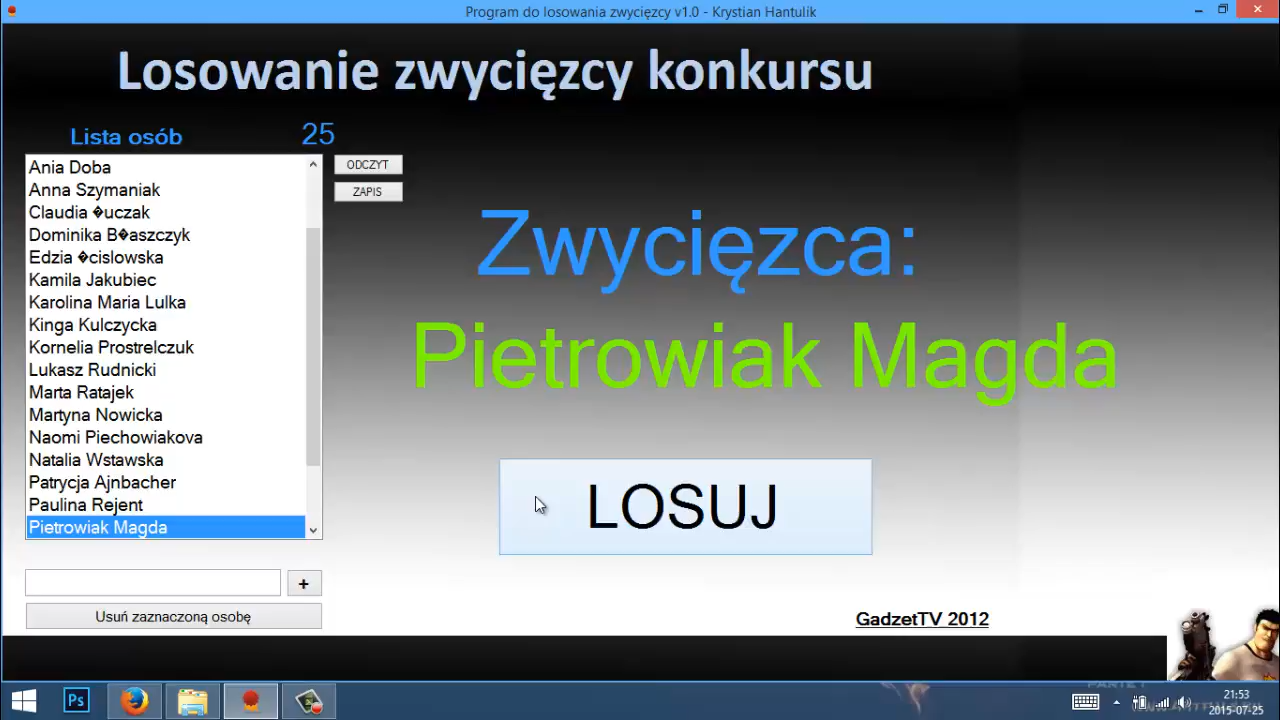 Program do losowania zwycięzcy v1.0 - Krystian Hantulik
Losowanie zwycięzcy konkursu
Lista osób 25
Ania Doba
Anna Szymaniak
Claudia �uczak
Dominika B�aszczyk
Edzia �cislowska
Kamila Jakubiec
Karolina Maria Lulka
Kinga Kulczycka
Kornelia Prostrelczuk
Lukasz Rudnicki
Marta Ratajek
Martyna Nowicka
Naomi Piechowiakova
Natalia Wstawska
Patrycja Ajnbacher
Paulina Rejent
Pietrowiak Magda
ODCZYT
ZAPIS
Zwycięzca:
Pietrowiak Magda
LOSUJ
+
Usuń zaznaczoną osobę
GadzetTV 2012
Ps
21:53
2015-07-25